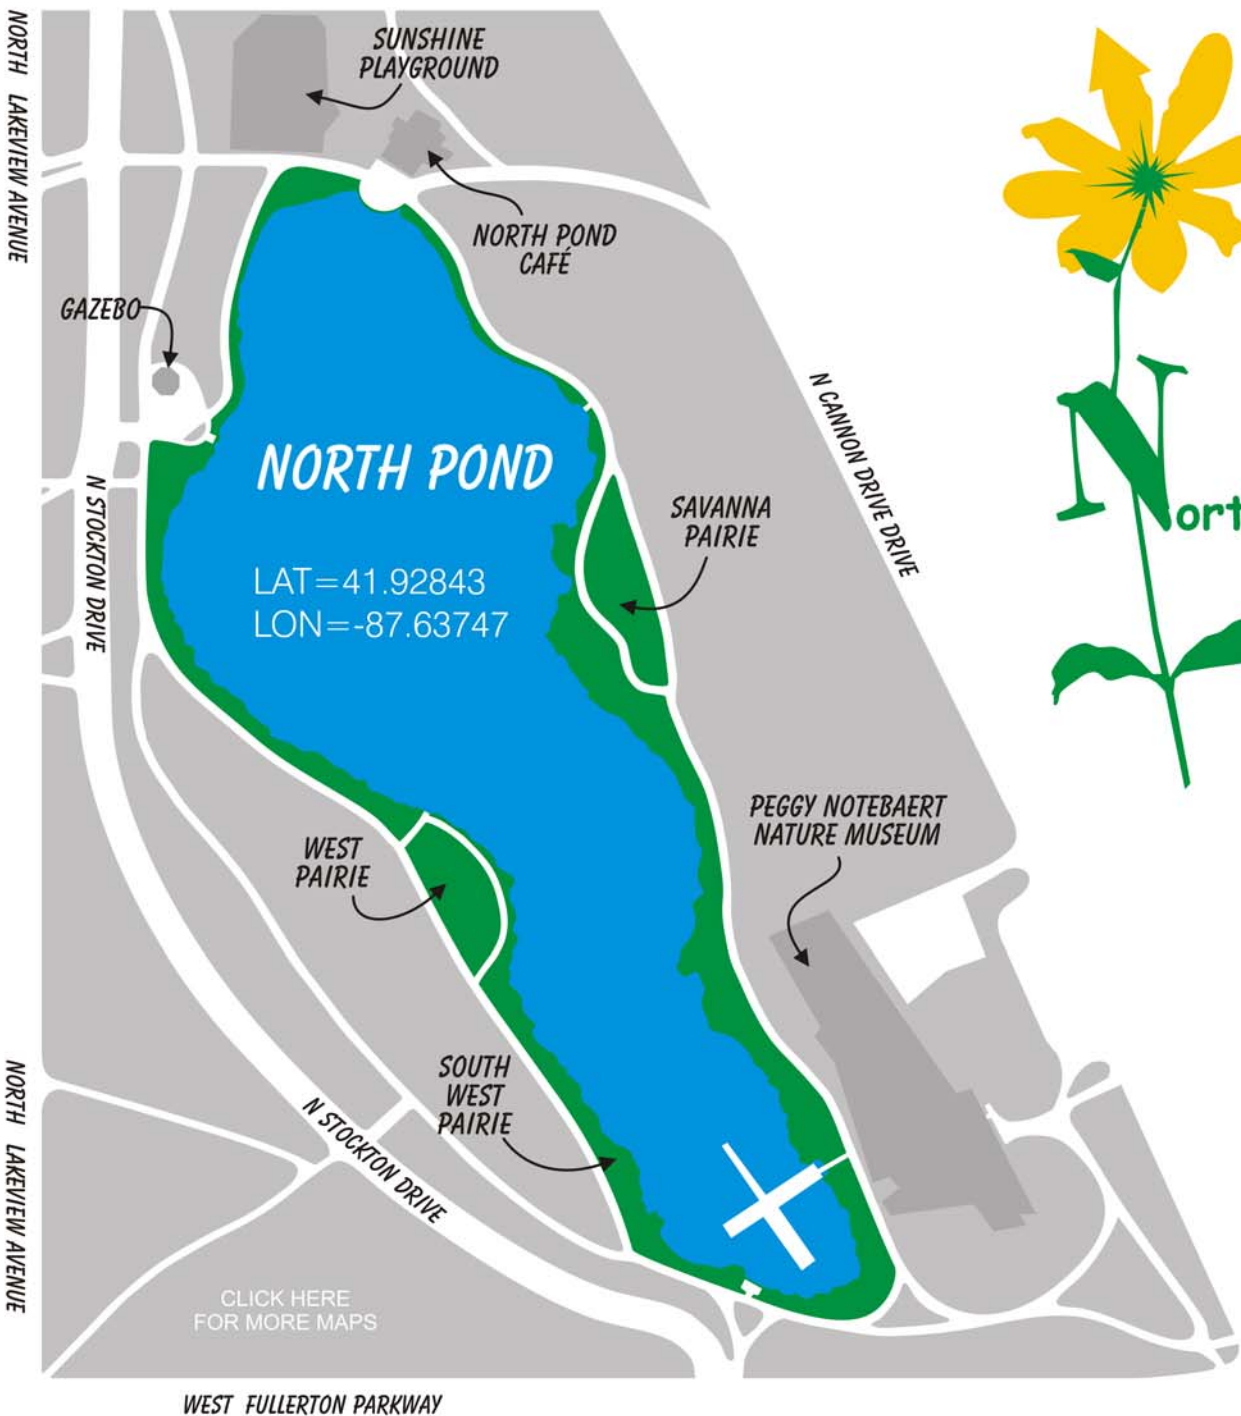 NORTH LAKEVIEW AVENUE
SUNSHINE
PLAYGROUND
NORTH POND
CAFÉ
GAZEBO
N CANNON DRIVE DRIVE
NORTH POND
LAT=41.92843
LON=-87.63747
N STOCKTON DRIVE
SAVANNA
PAIRIE
Nort
PEGGY NOTEBAERT
NATURE MUSEUM
WEST
PAIRIE
SOUTH
WEST
PAIRIE
N STOCKTON DRIVE
NORTH LAKEVIEW AVENUE
CLICK HERE
FOR MORE MAPS
WEST FULLERTON PARKWAY